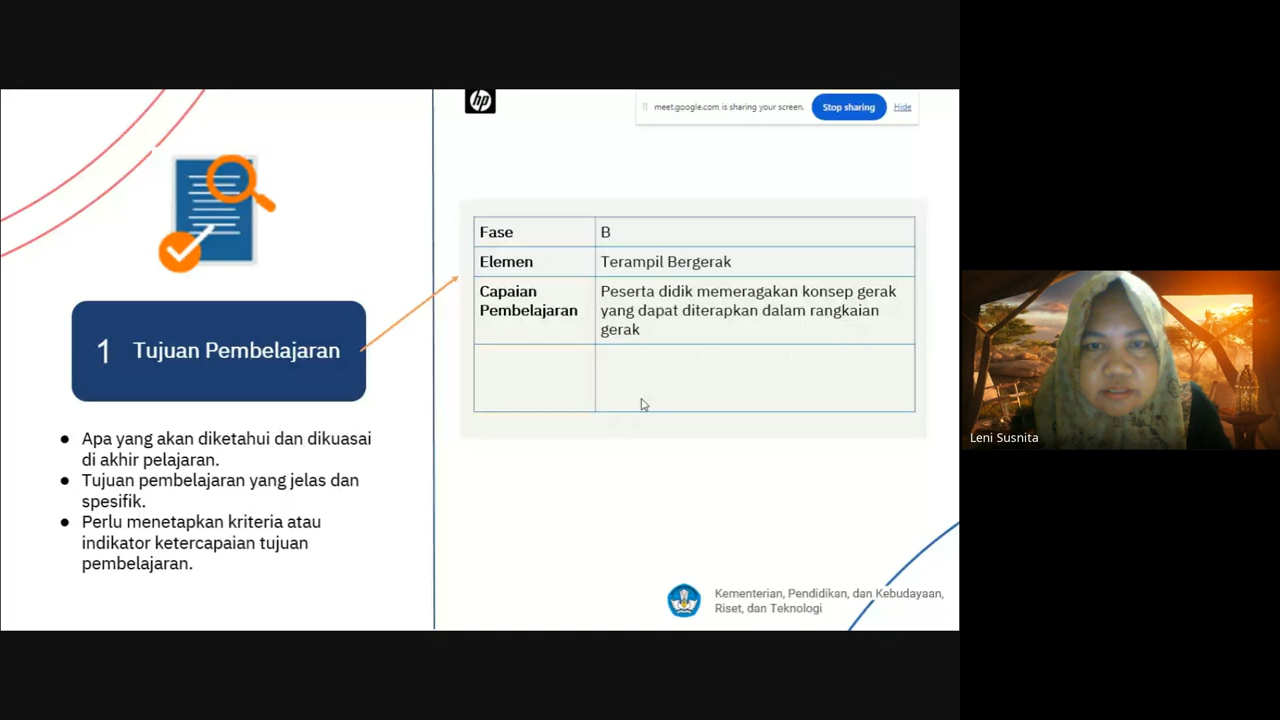 hp
meet.google.com is sharing your screen.
Stop sharing
Hide
Fase
B
Elemen
Terampil Bergerak
Capaian
Pembelajaran
Peserta didik memeragakan konsep gerak
yang dapat diterapkan dalam rangkaian
gerak
1 Tujuan Pembelajaran
● Apa yang akan diketahui dan dikuasai
di akhir pelajaran.
● Tujuan pembelajaran yang jelas dan
spesifik.
● Perlu menetapkan kriteria atau
indikator ketercapaian tujuan
pembelajaran.
Kementerian, Pendidikan, dan Kebudayaan,
Riset, dan Teknologi
Leni Susnita